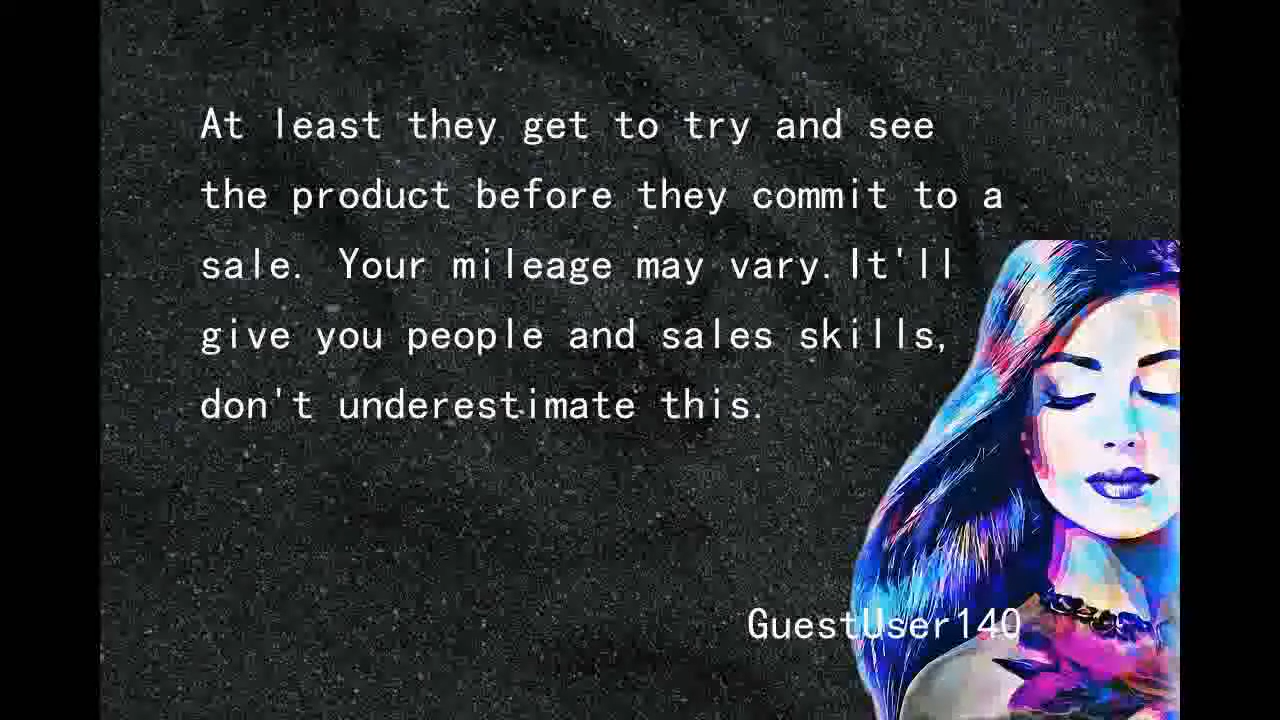 At least they get to try and see
the product before they commit to a
sale. Your mileage may vary.It'll
give you people and sales skills,
don't underestimate this.
GuestUser140